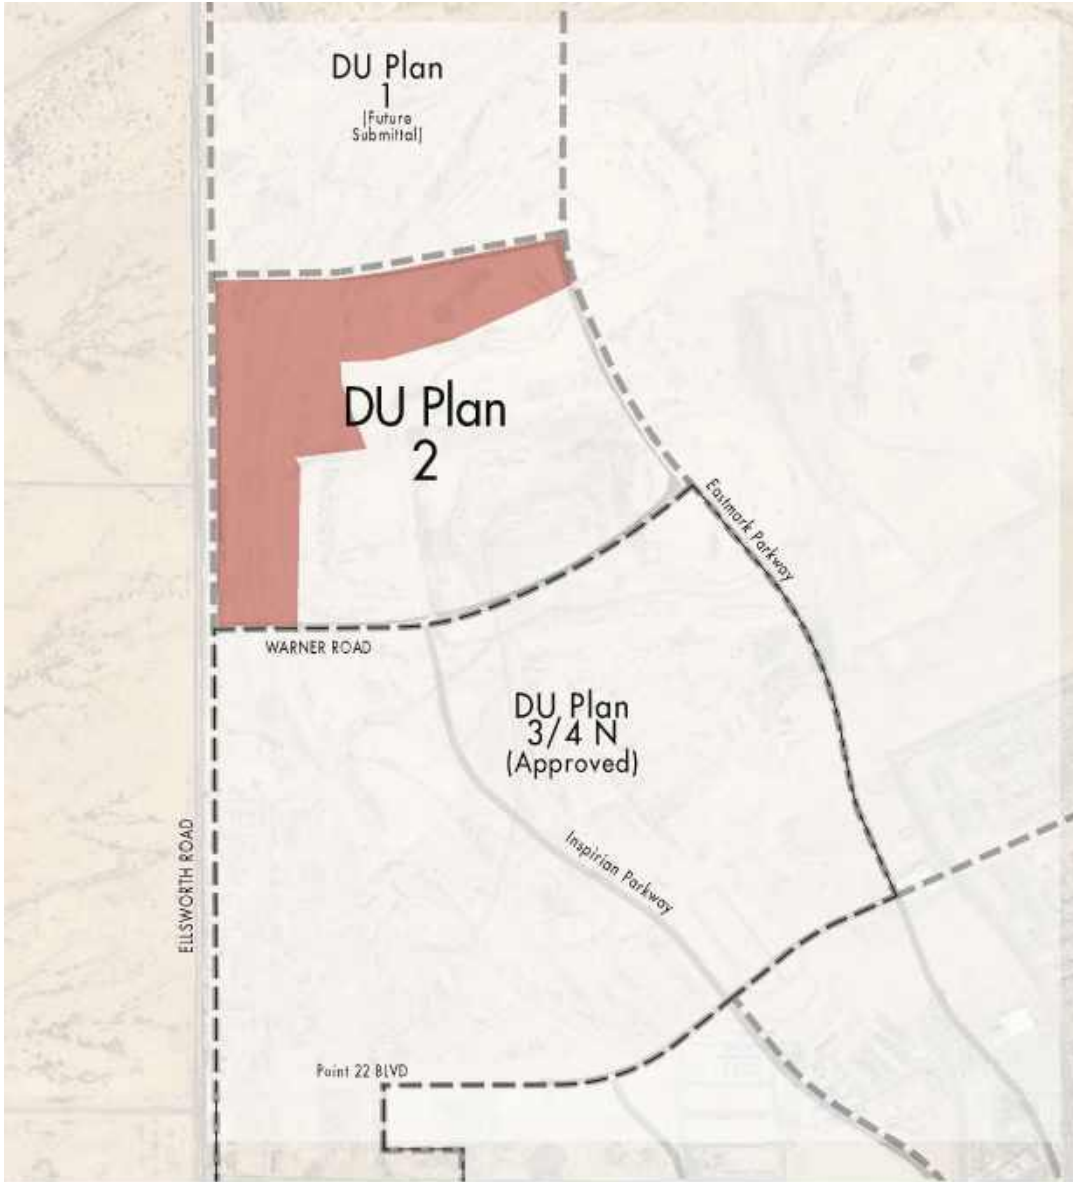 DU Plan
1
[Future
Submittal]
DU Plan
2
Eastmark Parkway
WARNER ROAD
DU Plan
3/4 N
(Approved)
ELLSWORTH ROAD
Inspirian Parkway
Point 22 BLVD